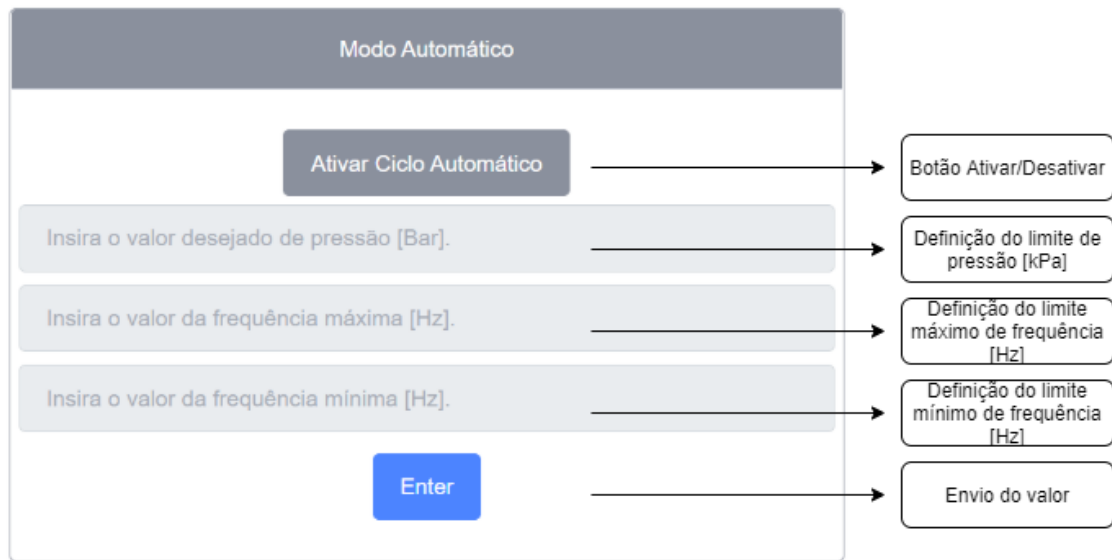 Modo Automático
Ativar Ciclo Automático
Botão Ativar/Desativar
Insira o valor desejado de pressão [Bar].
Definição do limite de
pressão [kPa]
Insira o valor da frequência máxima [Hz].
Definição do limite
máximo de frequência
[Hz]
Insira o valor da frequência mínima [Hz].
Definição do limite
mínimo de frequência
[Hz]
Enter
Envio do valor